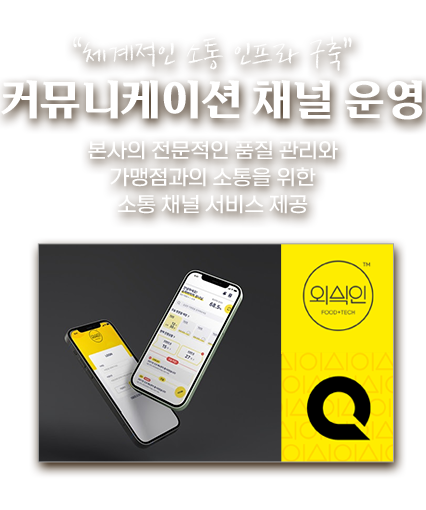 “체계적인 소통 인프라 구축”
커뮤니케이션 채널 운영
본사의 전문적인 품질 관리와
가맹점과의 소통을 위한
소통 채널 서비스 제공
TM
외식인
FOOD+TECH
68.5